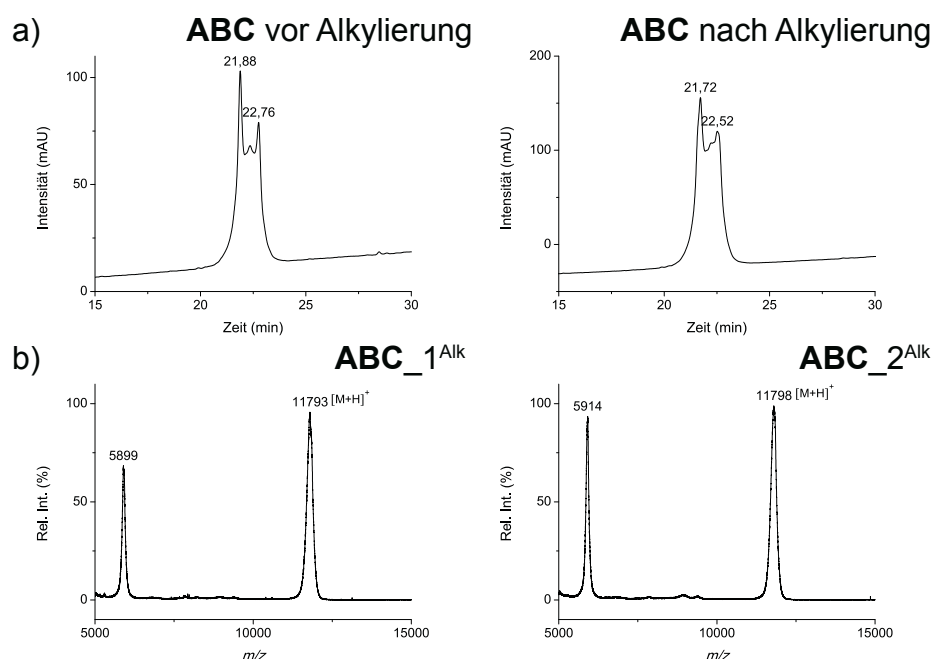 a)
ABC vor Alkylierung
ABC nach Alkylierung
21,88
22,76
100
50
0
Intensität (mAU)
15
20
25
30
Zeit (min)
21,72
22,52
200
100
0
Intensität (mAU)
15
20
25
30
Zeit (min)
b)
ABC_1Alk
ABC_2Alk
5899
11793 [M+H]+
100
50
0
Rel. Int. (%)
5000
10000
15000
m/z
5914
11798 [M+H]+
100
50
0
Rel. Int. (%)
5000
10000
15000
m/z